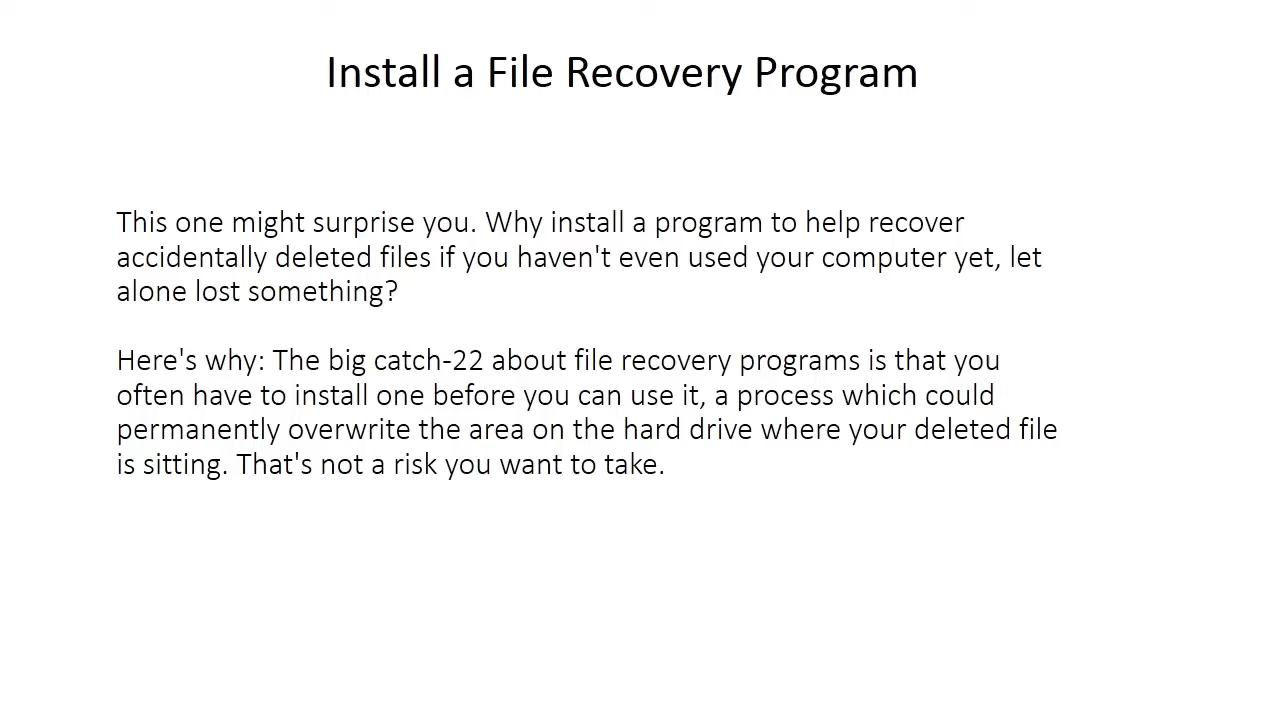 Install a File Recovery Program
This one might surprise you. Why install a program to help recover
accidentally deleted files if you haven't even used your computer yet, let
alone lost something?
Here's why: The big catch-22 about file recovery programs is that you
often have to install one before you can use it, a process which could
permanently overwrite the area on the hard drive where your deleted file
is sitting. That's not a risk you want to take.